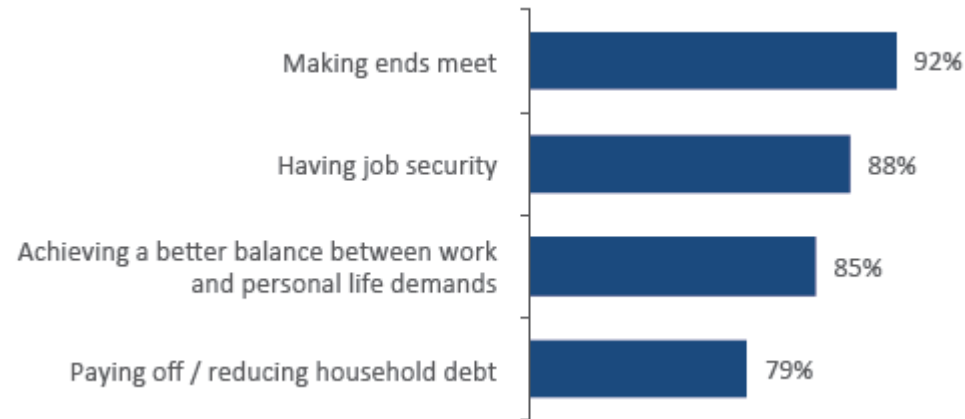 Making ends meet
92%
Having job security
88%
Achieving a better balance between work
and personal life demands
85%
Paying off / reducing household debt
79%